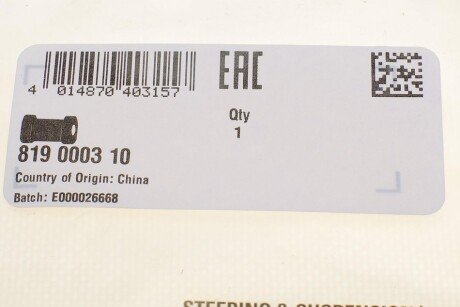 4 014870 403157
EAC
Qty
1
819 0003 10
Country of Origin: China
Batch: E000026668
STEERING & SUSPENSION